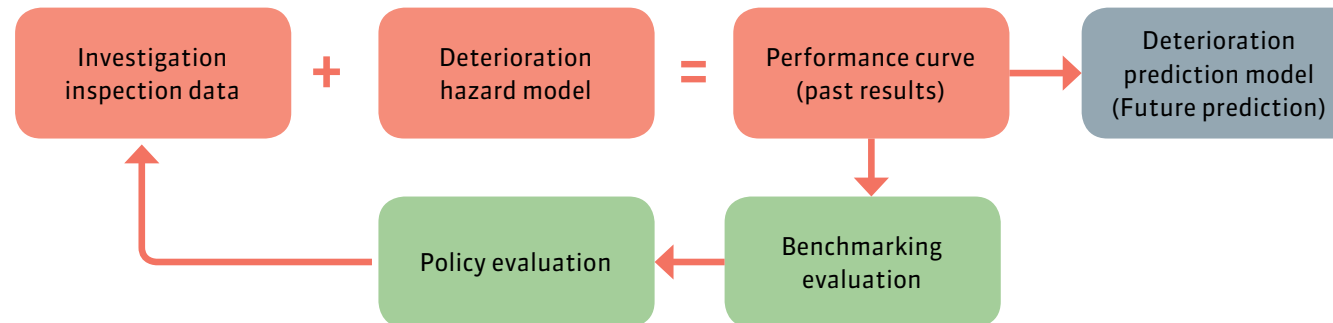 Investigation
inspection data
+
Deterioration
hazard model
=
Performance curve
(past results)
Deterioration
prediction model
(Future prediction)
Policy evaluation
Benchmarking
evaluation